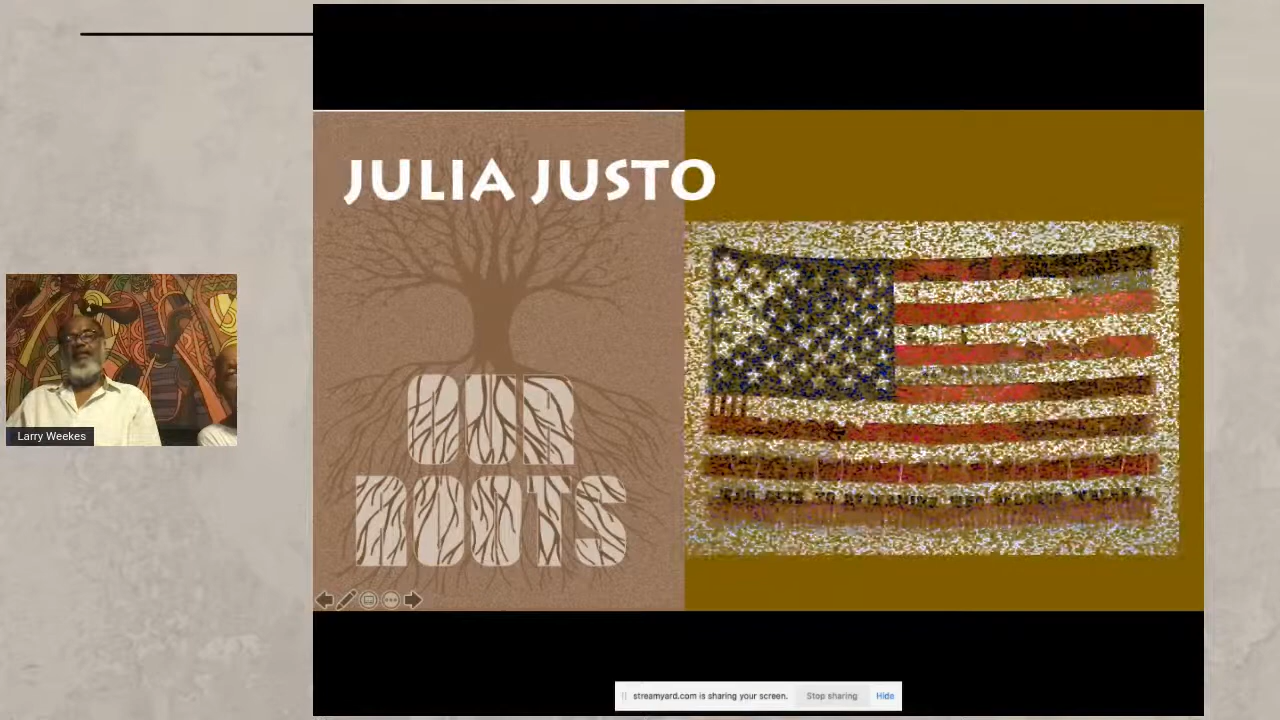 JULIA JUSTO
OUR
ROOTS
Larry Weekes
streamyard.com is sharing your screen. Stop sharing Hide